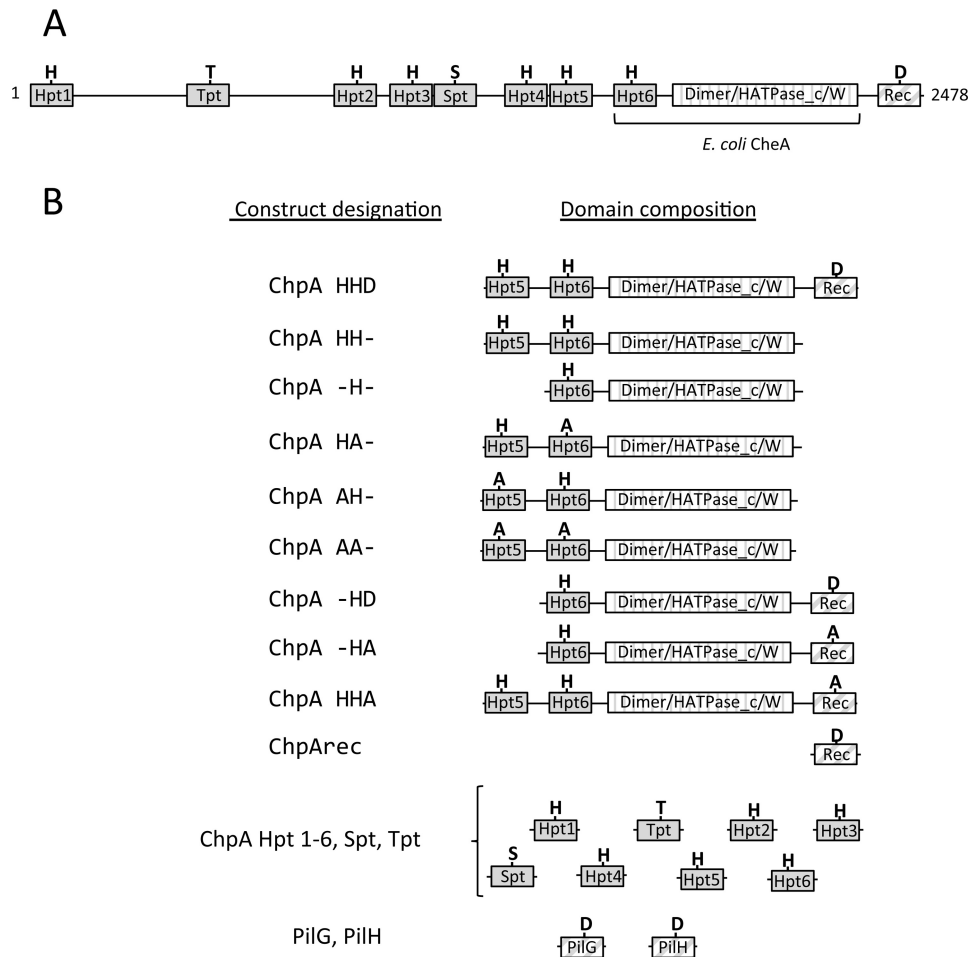 A
H T H H S H H H D
1 Hpt1 Tpt Hpt2 Hpt3 Spt Hpt4 Hpt5 Hpt6 Dimer/HATPase_c/W Rec 2478
E. coli CheA
B
Construct designation Domain composition
H H D
ChpA HHD Hpt5 Hpt6 Dimer/HATPase_c/W Rec
H H
ChpA HH- Hpt5 Hpt6 Dimer/HATPase_c/W
H
ChpA -H- Hpt6 Dimer/HATPase_c/W
H A
ChpA HA- Hpt5 Hpt6 Dimer/HATPase_c/W
A H
ChpA AH- Hpt5 Hpt6 Dimer/HATPase_c/W
A A
ChpA AA- Hpt5 Hpt6 Dimer/HATPase_c/W
H D
ChpA -HD Hpt6 Dimer/HATPase_c/W Rec
H A
ChpA -HA Hpt6 Dimer/HATPase_c/W Rec
H H A
ChpA HHA Hpt5 Hpt6 Dimer/HATPase_c/W Rec
D
ChpArec Rec
H T H H
Hpt1 Tpt Hpt2 Hpt3
ChpA Hpt 1-6, Spt, Tpt
S H H H
Spt Hpt4 Hpt5 Hpt6
D D
PilG, PilH PilG PilH